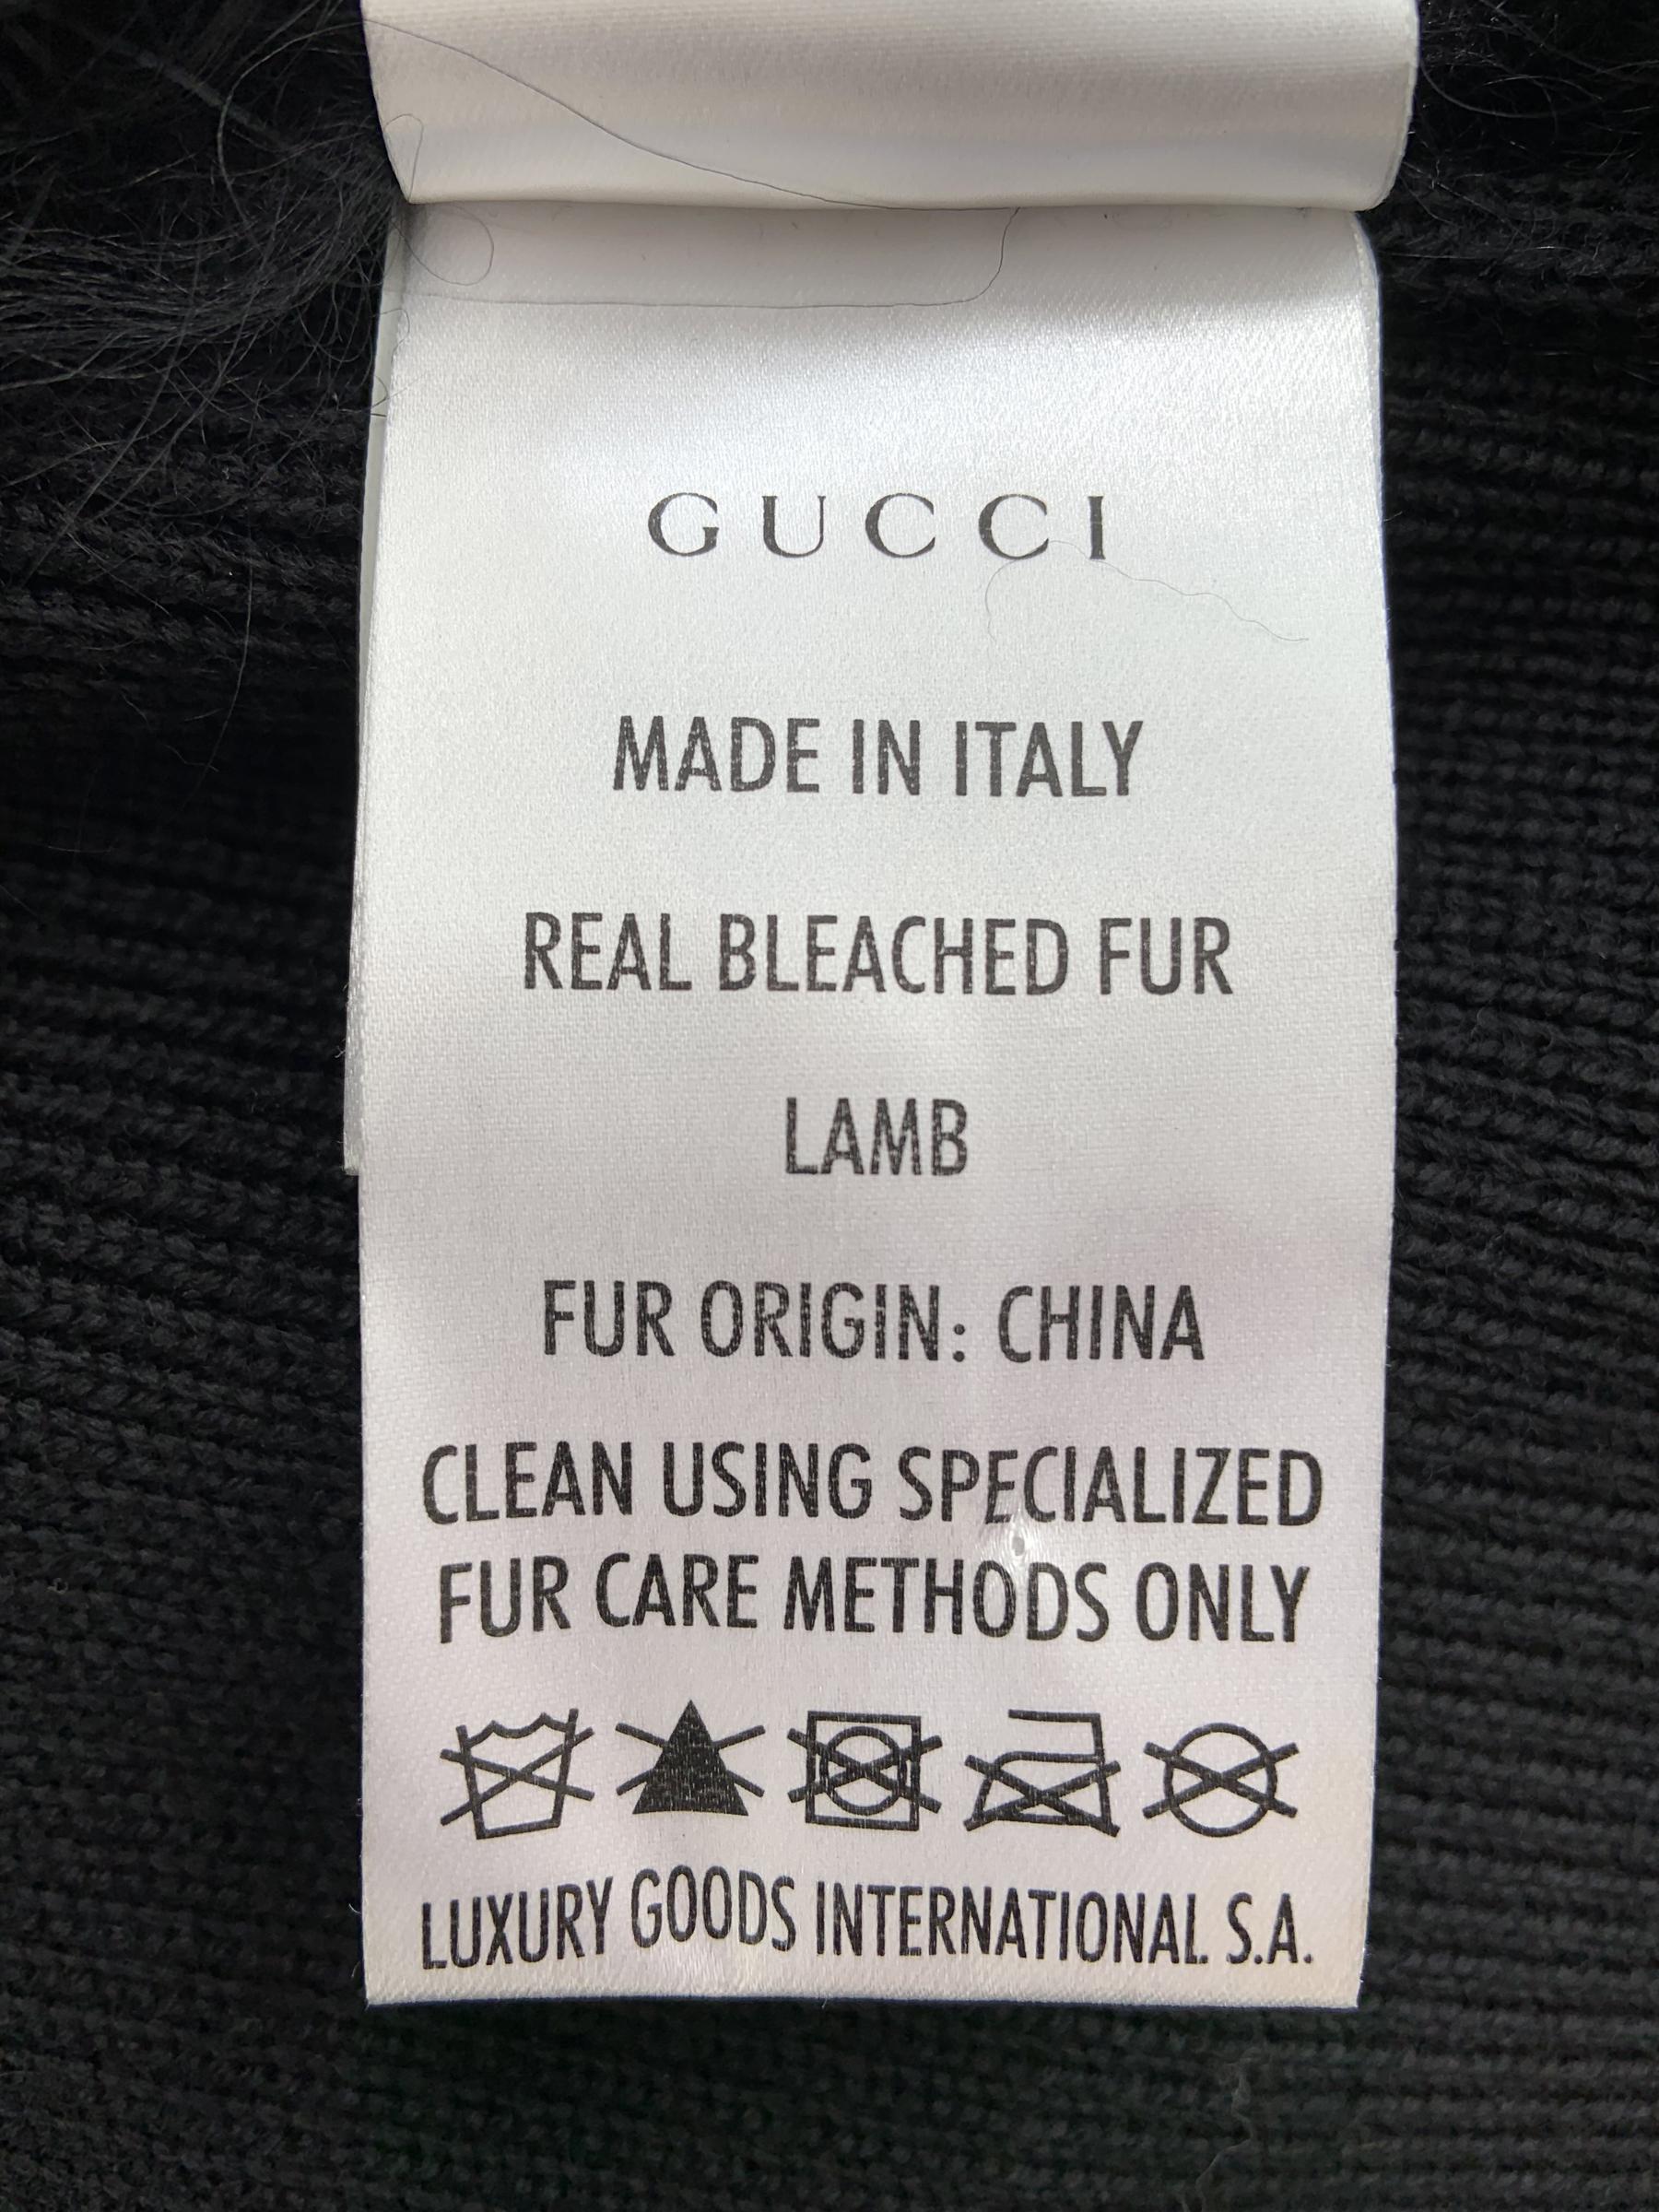 GUCCI
MADE IN ITALY
REAL BLEACHED FUR
LAMB
FUR ORIGIN: CHINA
CLEAN USING SPECIALIZED
FUR CARE METHODS ONLY
LUXURY GOODS INTERNATIONAL S.A.